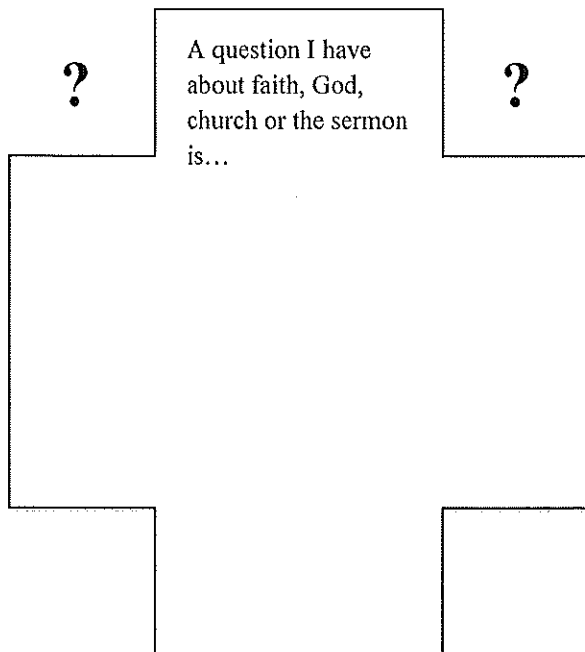 ? ?
A question I have
about faith, God,
church or the sermon
is...